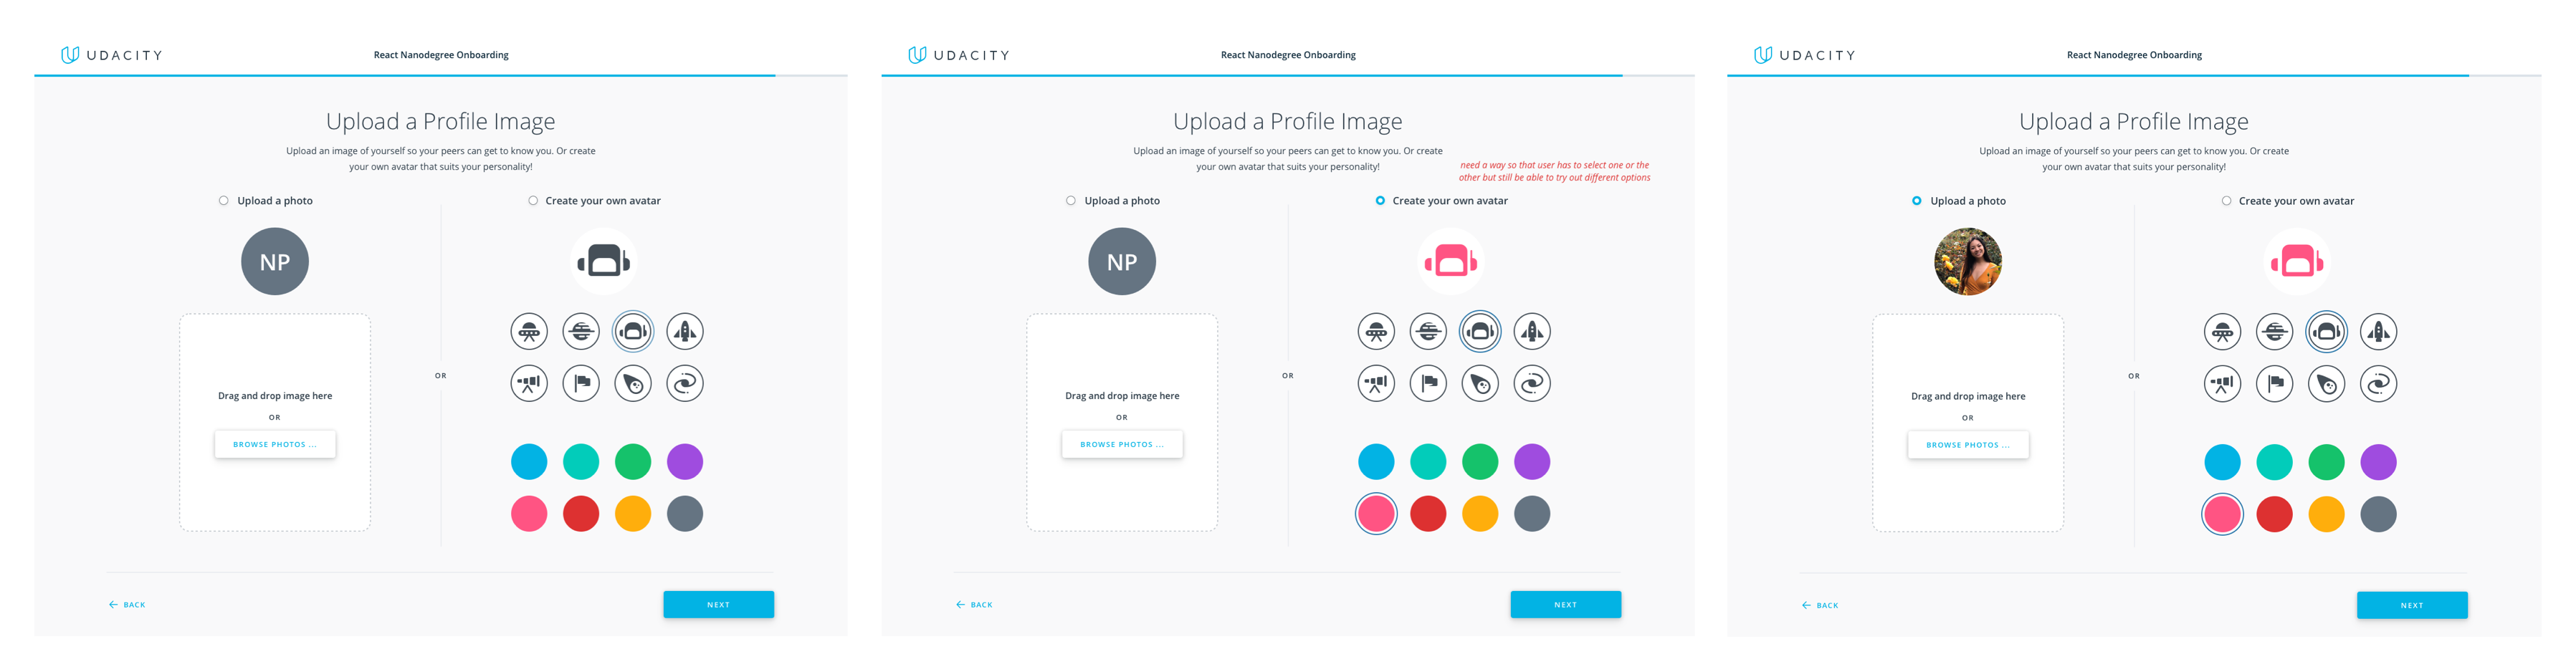 UDACITY
React Nanodegree Onboarding
Upload a Profile Image
Upload an image of yourself so your peers can get to know you. Or create
your own avatar that suits your personality!
Upload a photo
Create your own avatar
NP
Drag and drop image here
OR
BROWSE PHOTOS ...
OR
BACK
NEXT
UDACITY
React Nanodegree Onboarding
Upload a Profile Image
Upload an image of yourself so your peers can get to know you. Or create
your own avatar that suits your personality!
need a way so that user has to select one or the
other but still be able to try out different options
Upload a photo
Create your own avatar
NP
Drag and drop image here
OR
BROWSE PHOTOS ...
OR
BACK
NEXT
UDACITY
React Nanodegree Onboarding
Upload a Profile Image
Upload an image of yourself so your peers can get to know you. Or create
your own avatar that suits your personality!
Upload a photo
Create your own avatar
Drag and drop image here
OR
BROWSE PHOTOS ...
OR
BACK
NEXT